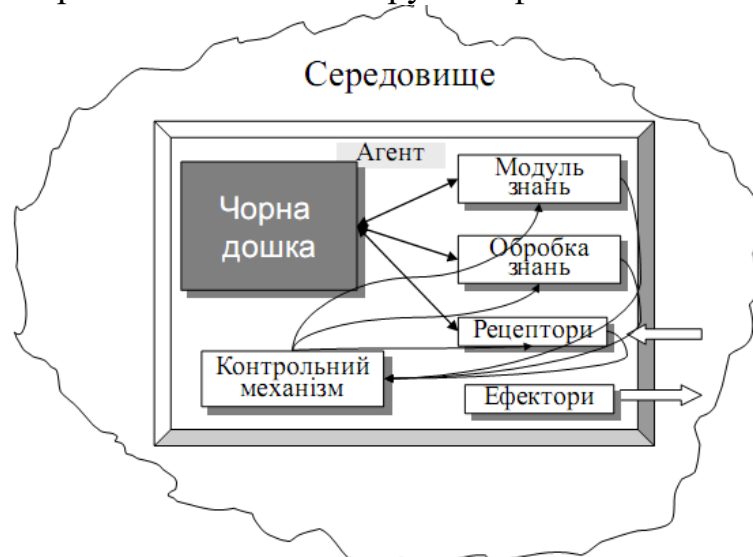 Середовище
Агент
Чорна
дошка
Модуль
знань
Обробка
знань
Рецептори
Контрольний
механізм
Ефектори